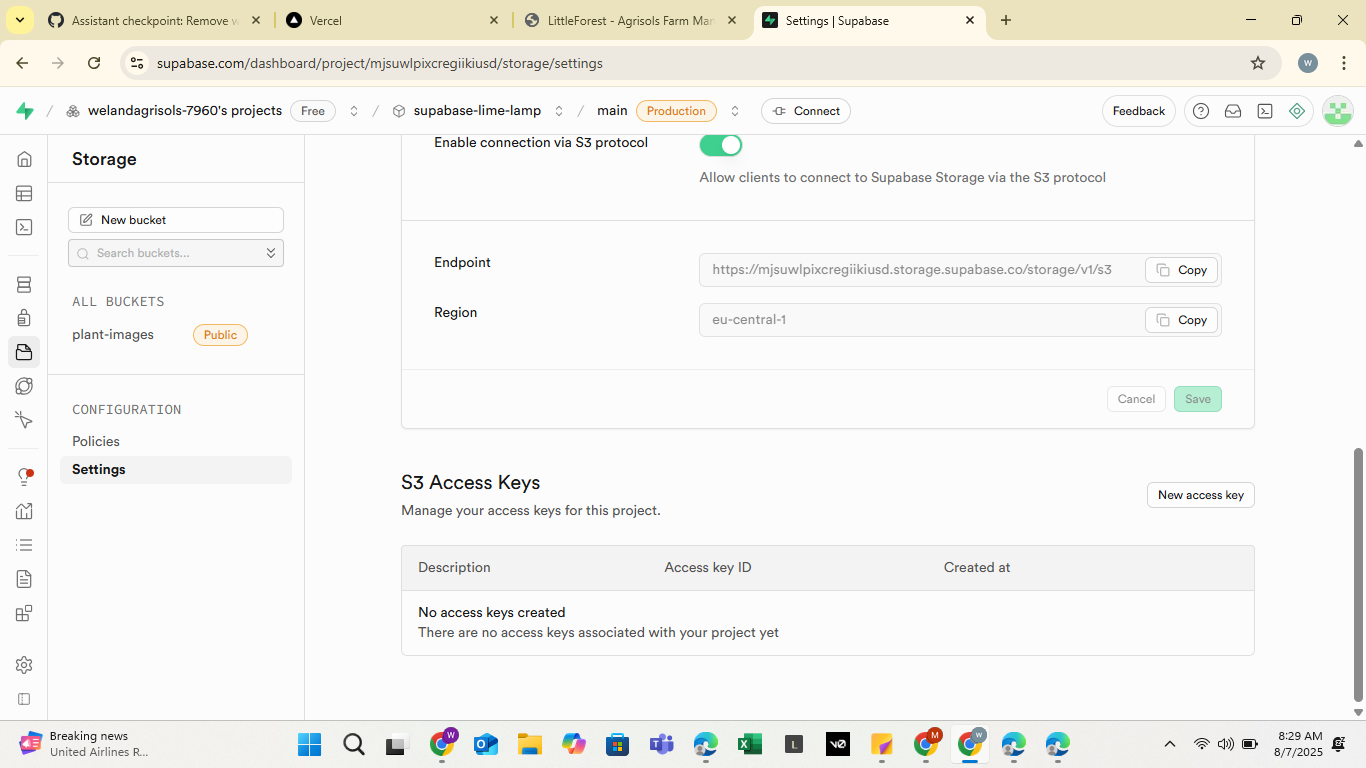 Assistant checkpoint: Remove w
Vercel
LittleForest - Agrisols Farm Man
Settings | Supabase
supabase.com/dashboard/project/mjsuwlpixcregiikiusd/storage/settings
W
welandagrisols-7960's projects
Free
supabase-lime-lamp
main
Production
Connect
Feedback
Storage
New bucket
Search buckets...
ALL BUCKETS
plant-images
Public
CONFIGURATION
Policies
Settings
Enable connection via S3 protocol
Allow clients to connect to Supabase Storage via the S3 protocol
Endpoint
https://mjsuwlpixcregiikiusd.storage.supabase.co/storage/v1/s3
Copy
Region
eu-central-1
Copy
Cancel
Save
S3 Access Keys
Manage your access keys for this project.
New access key
Description
Access key ID
Created at
No access keys created
There are no access keys associated with your project yet
Breaking news
United Airlines R...
W
L
v0
M
W
8:29 AM
8/7/2025